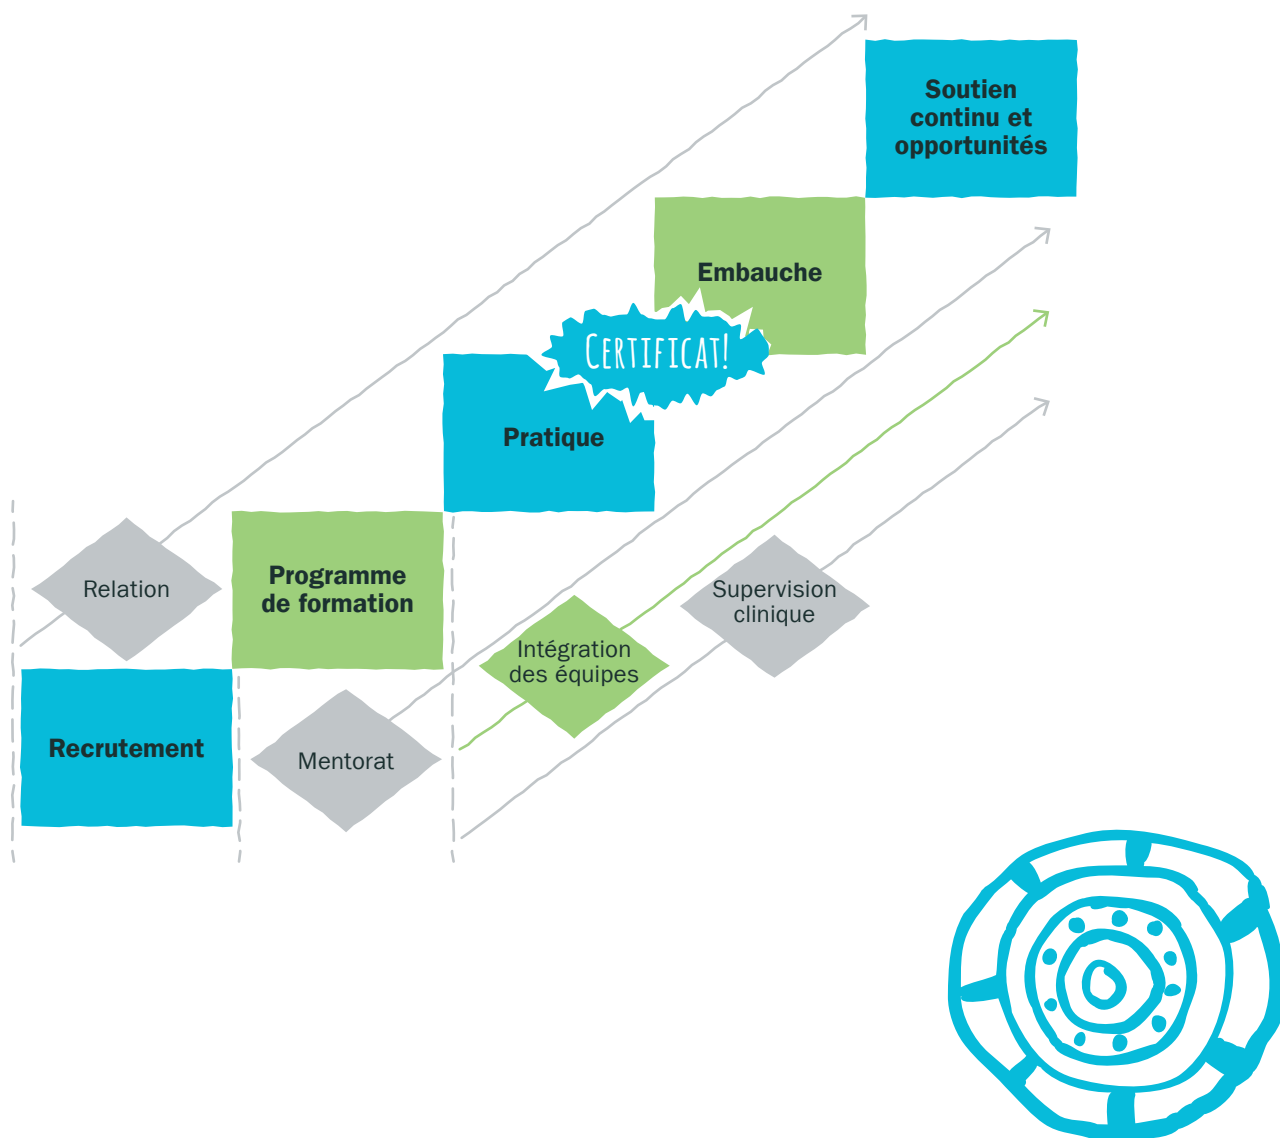 Soutien
continu et
opportunités
Embauche
CERTIFICAT!
Pratique
Relation
Programme
de formation
Supervision
clinique
Intégration
des équipes
Recrutement
Mentorat